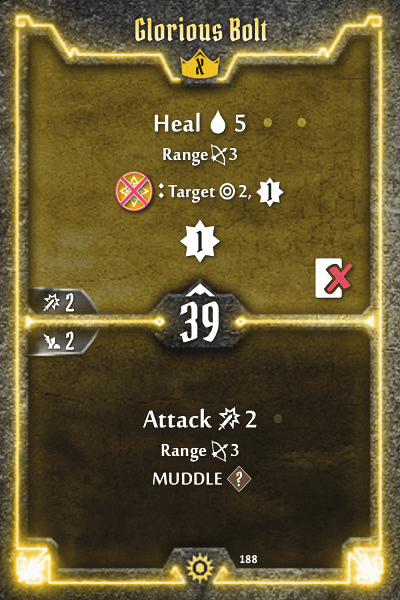 Glorious Bolt
X
Heal 5
Range 3
: Target 2, 1
1
2
39
2
Attack 2
Range 3
MUDDLE ?
188